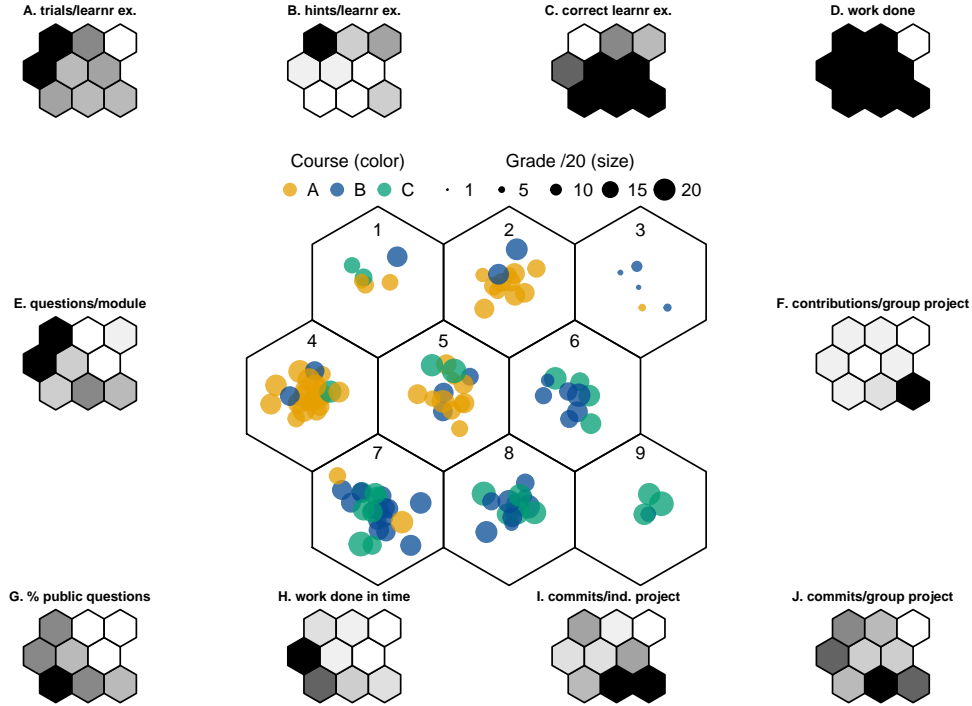 A. trials/learnr ex.
B. hints/learnr ex.
C. correct learnr ex.
D. work done
Course (color)
Grade /20 (size)
A B C
1 5 10 15 20
1
2
3
E. questions/module
F. contributions/group project
4
5
6
7
8
9
G. % public questions
H. work done in time
I. commits/ind. project
J. commits/group project